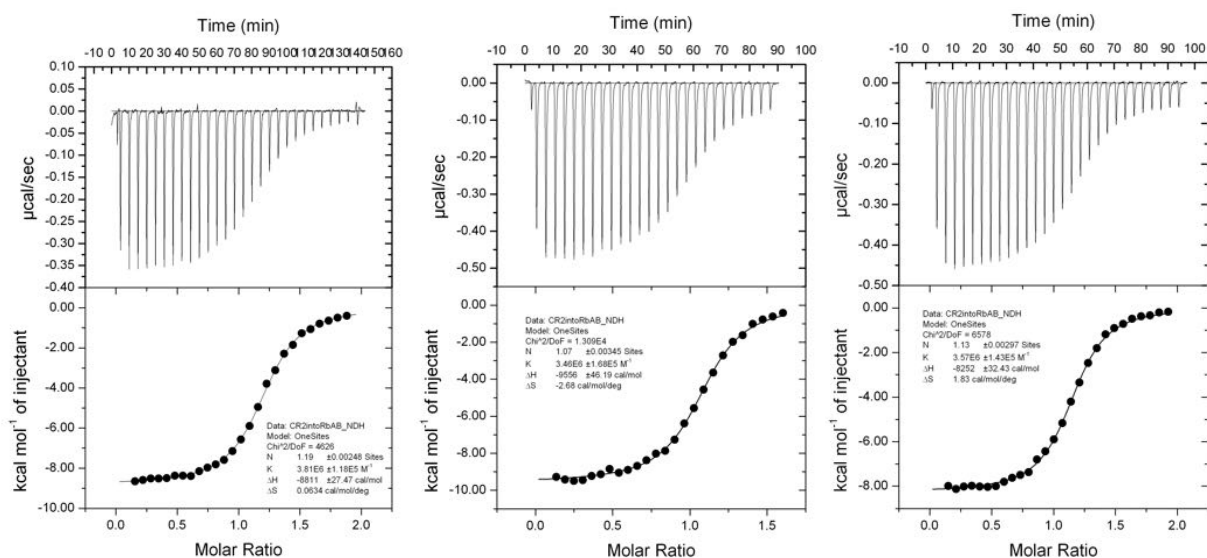 Time (min)
-10 0 10 20 30 40 50 60 70 80 90 100 110 120 130 140 150 160
0.10
0.05
0.00
-0.05
-0.10
-0.15
-0.20
-0.25
-0.30
-0.35
-0.40
µcal/sec
0.00
-2.00
-4.00
-6.00
-8.00
-10.00
kcal mol⁻¹ of injectant
Data: CR2intoRbAB_NDH
Model: OneSites
Chi^2/DoF = 4626
N 1.19 ±0.00248 Sites
K 3.81E6 ±1.18E5 M⁻¹
ΔH -8811 ±27.47 cal/mol
ΔS 0.0634 cal/mol/deg
0.0 0.5 1.0 1.5 2.0
Molar Ratio
Time (min)
-10 0 10 20 30 40 50 60 70 80 90 100
0.00
-0.10
-0.20
-0.30
-0.40
-0.50
µcal/sec
0.00
-2.00
-4.00
-6.00
-8.00
-10.00
kcal mol⁻¹ of injectant
Data: CR2intoRbAB_NDH
Model: OneSites
Chi^2/DoF = 1.309E4
N 1.07 ±0.00345 Sites
K 3.46E6 ±1.68E5 M⁻¹
ΔH -9556 ±46.19 cal/mol
ΔS -2.68 cal/mol/deg
0.0 0.5 1.0 1.5
Molar Ratio
Time (min)
-10 0 10 20 30 40 50 60 70 80 90 100
0.00
-0.10
-0.20
-0.30
-0.40
-0.50
µcal/sec
0.00
-2.00
-4.00
-6.00
-8.00
kcal mol⁻¹ of injectant
Data: CR2intoRbAB_NDH
Model: OneSites
Chi^2/DoF = 6578
N 1.13 ±0.00297 Sites
K 3.57E6 ±1.43E5 M⁻¹
ΔH -8252 ±32.43 cal/mol
ΔS 1.83 cal/mol/deg
0.0 0.5 1.0 1.5 2.0
Molar Ratio